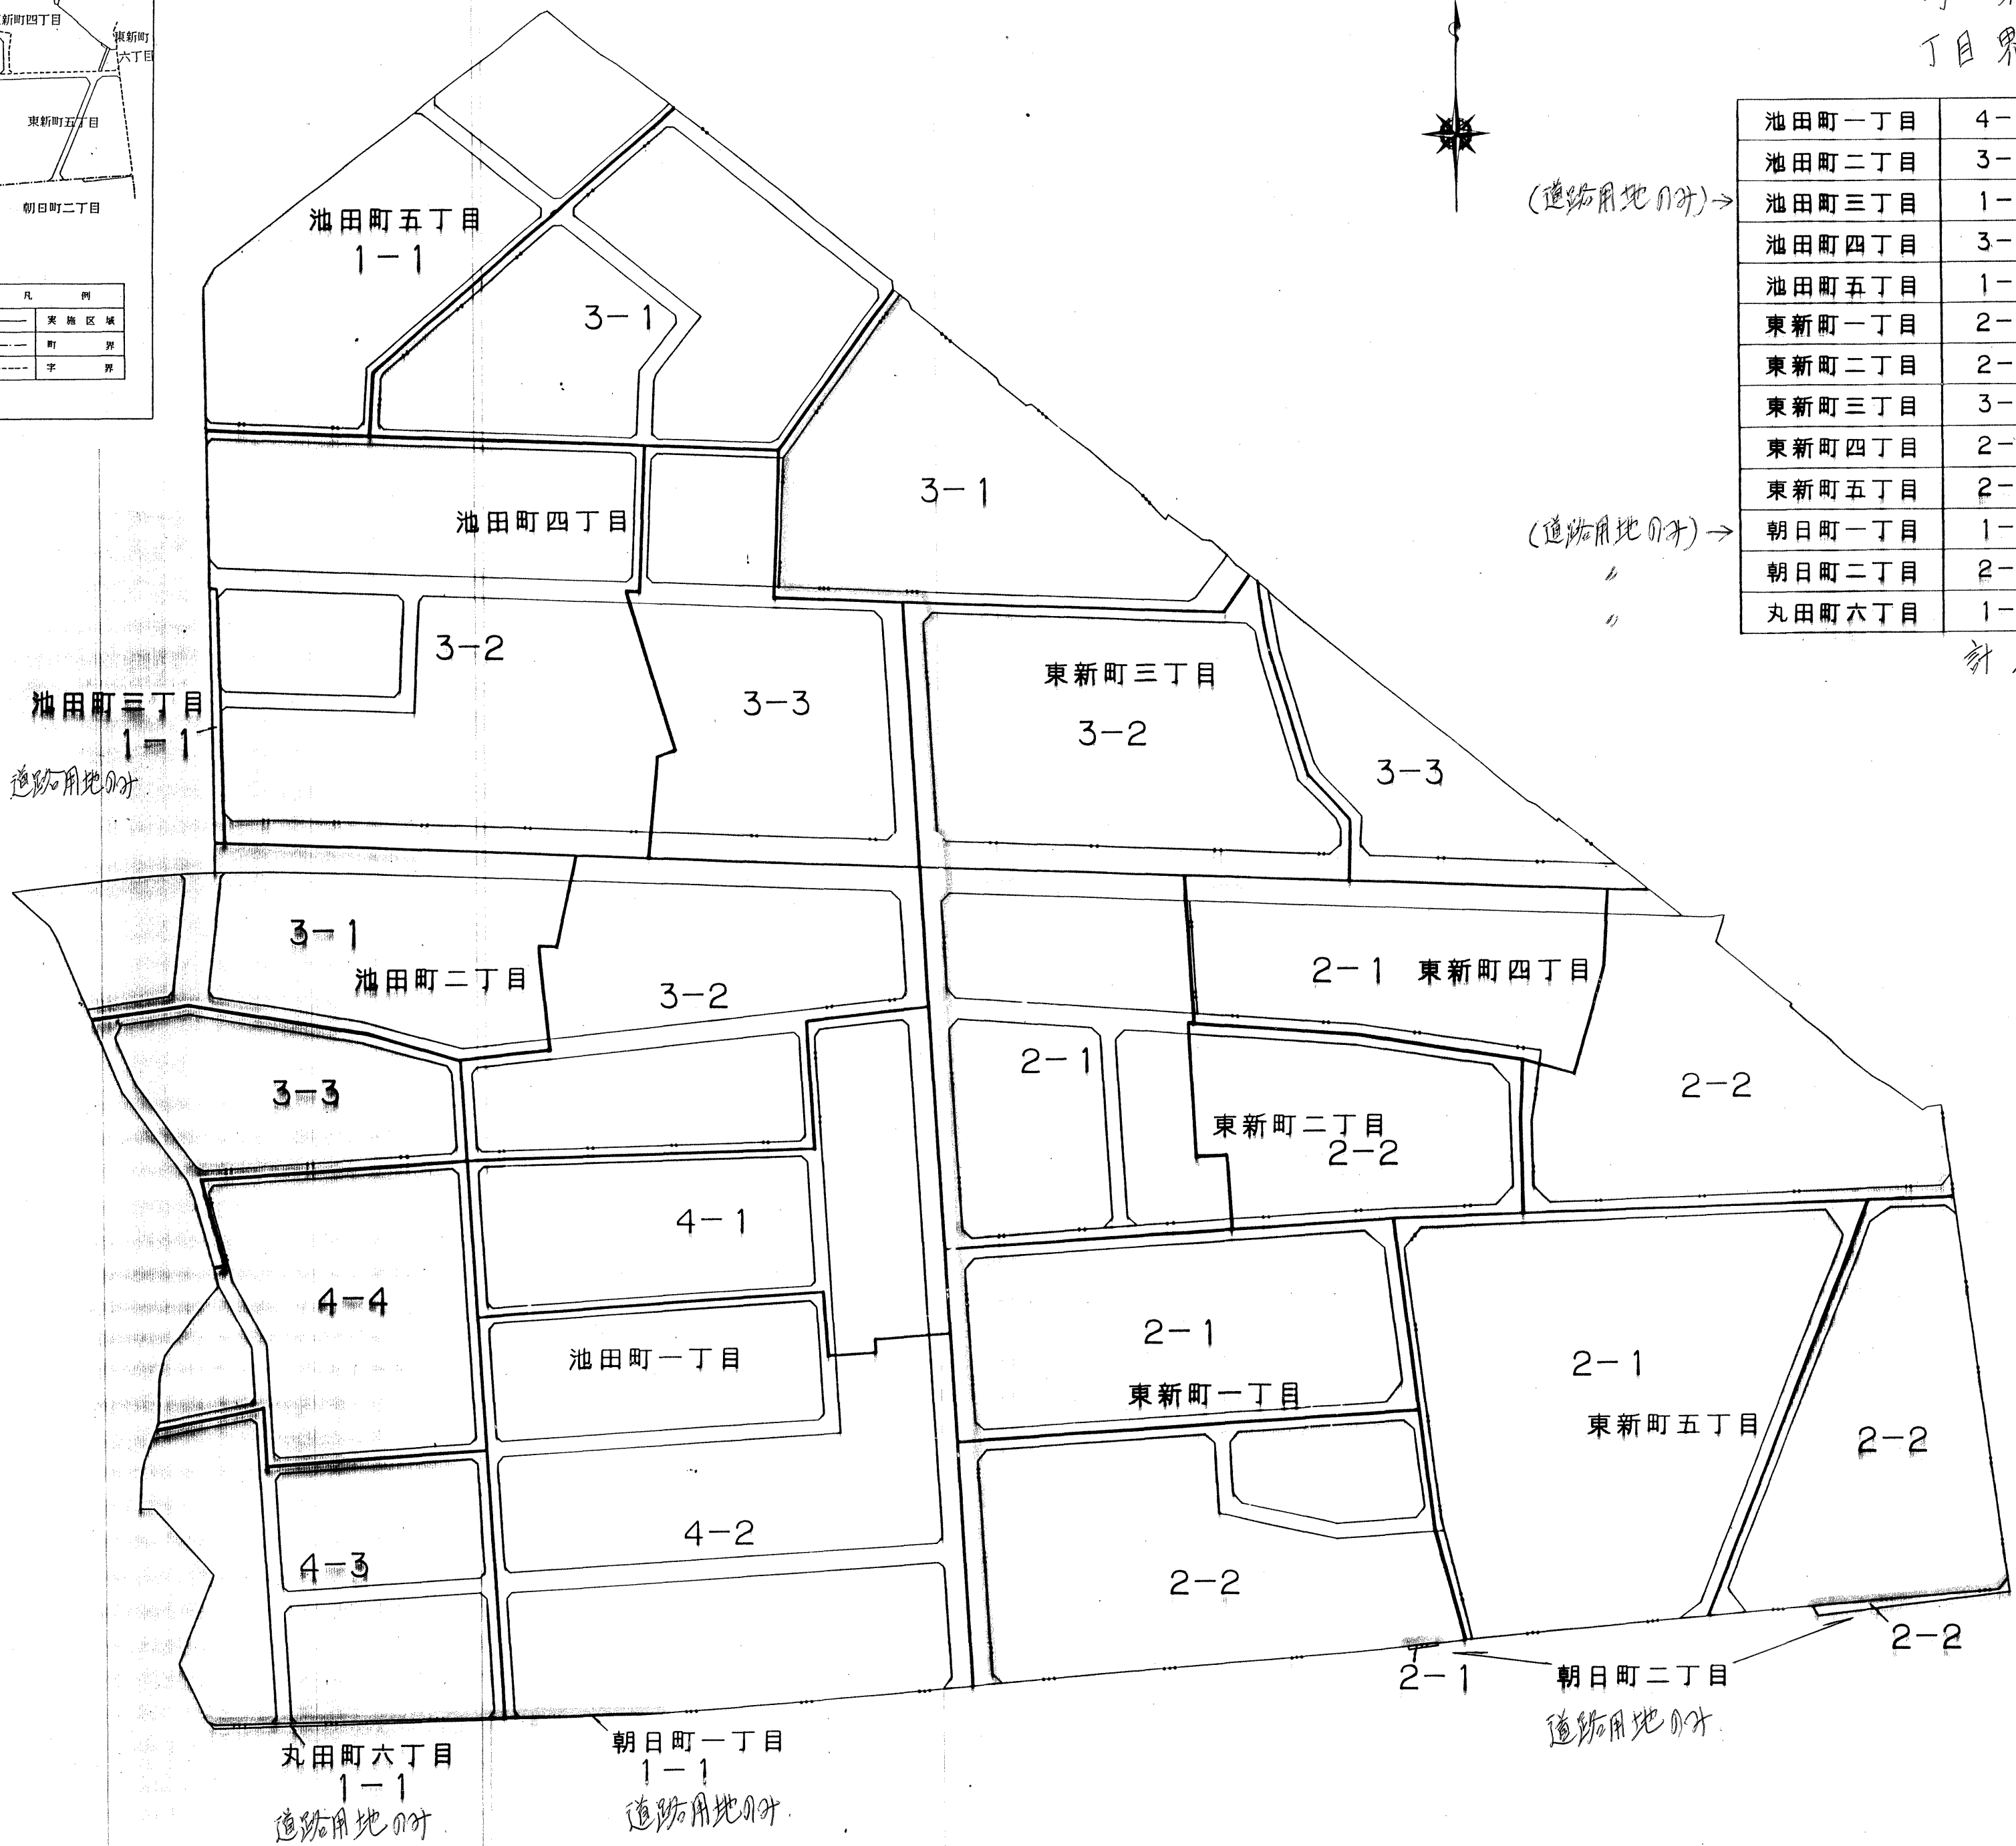 新町四丁目
東新町
六丁目
東新町五丁目
朝日町二丁目
凡 例
実施区域
町 界
字 界
丁目界
池田町一丁目 4-
池田町二丁目 3-
(道路用地のみ)→ 池田町三丁目 1-
池田町四丁目 3-
池田町五丁目 1-
東新町一丁目 2-
東新町二丁目 2-
東新町三丁目 3-
東新町四丁目 2-
東新町五丁目 2-
(道路用地のみ)→ 朝日町一丁目 1-
〃 朝日町二丁目 2-
〃 丸田町六丁目 1-
計
池田町五丁目
1-1
3-1
3-1
池田町四丁目
3-2
3-3
東新町三丁目
3-2
3-3
池田町三丁目
1-1
道路用地のみ
3-1
池田町二丁目
3-2
2-1 東新町四丁目
3-3
2-1
東新町二丁目
2-2
2-2
4-1
4-4
池田町一丁目
2-1
東新町一丁目
2-1
東新町五丁目
2-2
4-2
4-3
2-2
2-1
2-2
朝日町二丁目
道路用地のみ
丸田町六丁目
1-1
道路用地のみ
朝日町一丁目
1-1
道路用地のみ